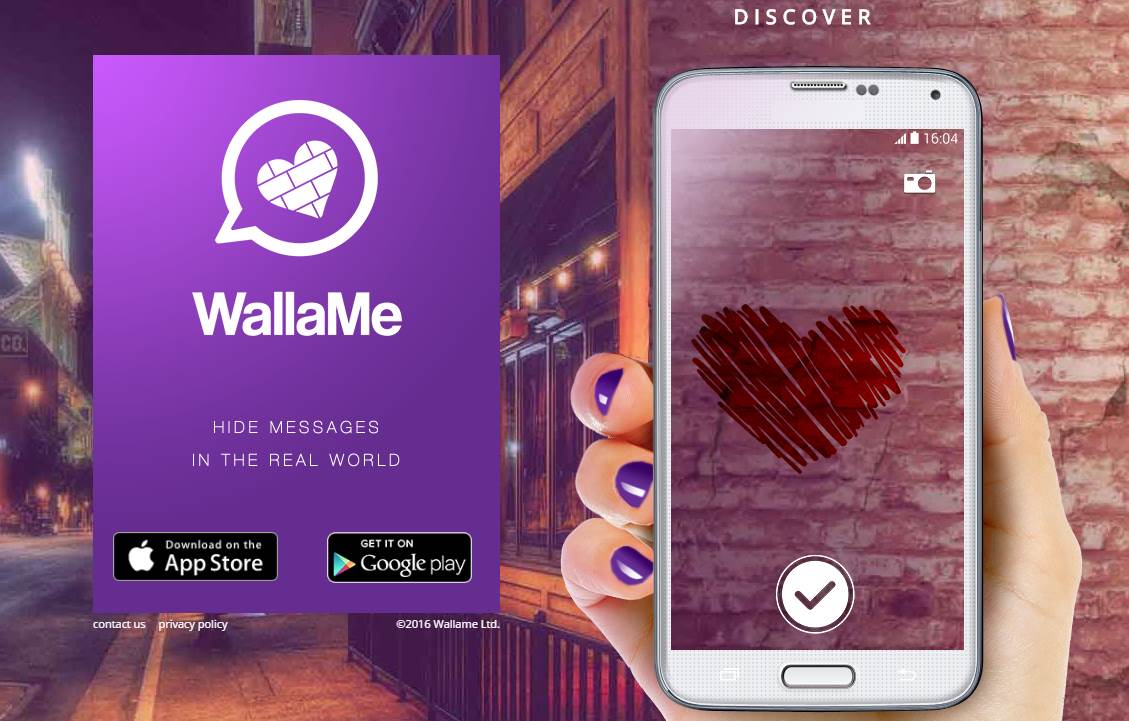 DISCOVER
16:04
WallaMe
HIDE MESSAGES
IN THE REAL WORLD
Download on the
App Store
GET IT ON
Google play
CO.
contact us privacy policy ©2016 Wallame Ltd.